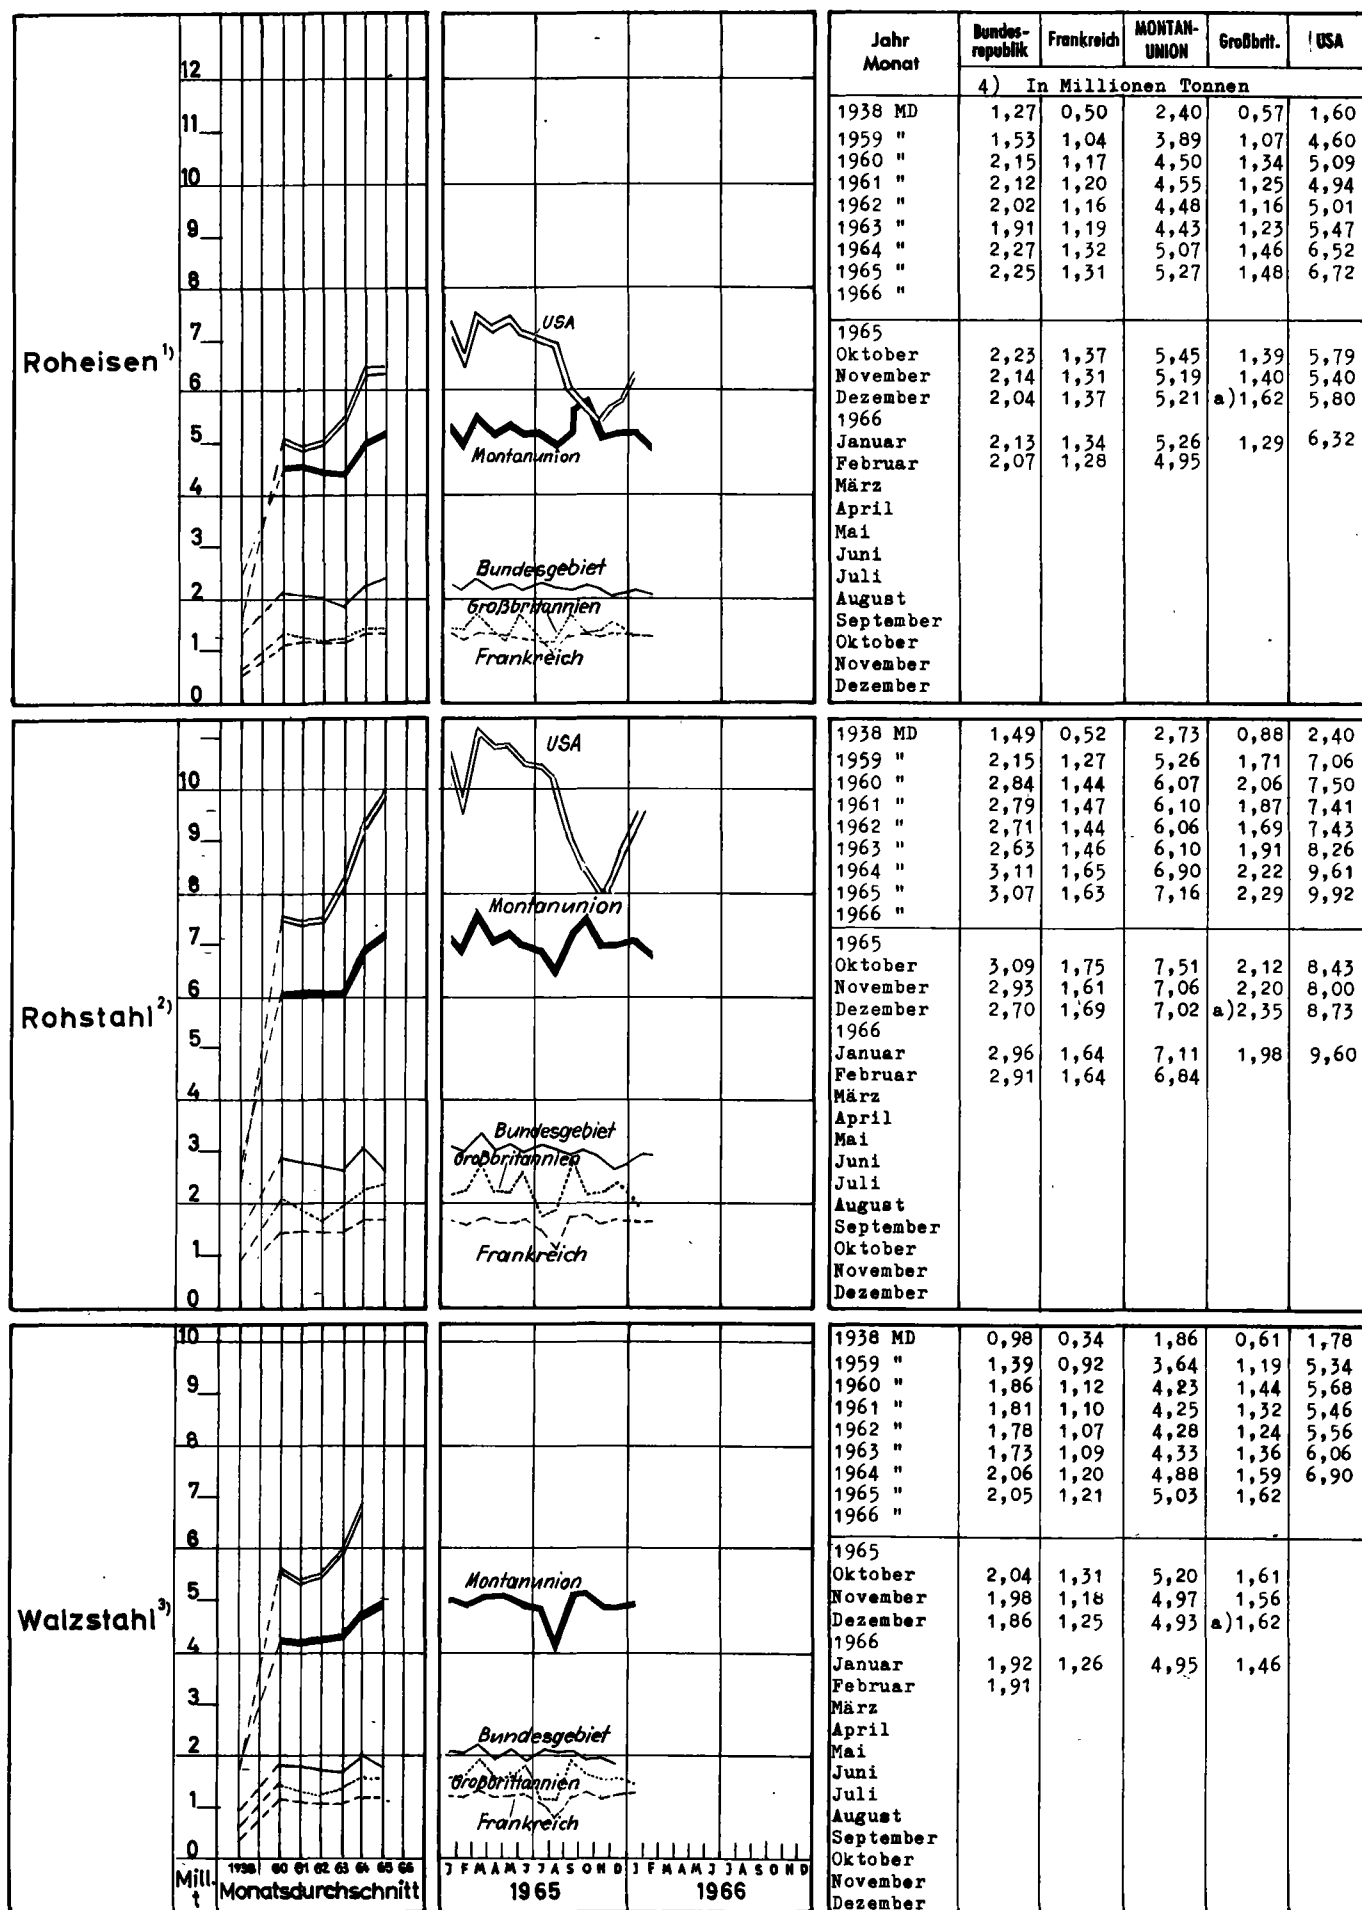 Jahr Monat | Bundes-republik | Frankreich | MONTAN-UNION | Großbrit. | USA
4) In Millionen Tonnen
Roheisen 1)
12
11
10
9
8
7
6
5
4
3
2
1
0
USA
Montanunion
Bundesgebiet
Großbritannien
Frankreich
1938 MD 1,27 0,50 2,40 0,57 1,60
1959 " 1,53 1,04 3,89 1,07 4,60
1960 " 2,15 1,17 4,50 1,34 5,09
1961 " 2,12 1,20 4,55 1,25 4,94
1962 " 2,02 1,16 4,48 1,16 5,01
1963 " 1,91 1,19 4,43 1,23 5,47
1964 " 2,27 1,32 5,07 1,46 6,52
1965 " 2,25 1,31 5,27 1,48 6,72
1966 "
1965
Oktober 2,23 1,37 5,45 1,39 5,79
November 2,14 1,31 5,19 1,40 5,40
Dezember 2,04 1,37 5,21 a)1,62 5,80
1966
Januar 2,13 1,34 5,26 1,29 6,32
Februar 2,07 1,28 4,95
März
April
Mai
Juni
Juli
August
September
Oktober
November
Dezember
Rohstahl 2)
10
9
8
7
6
5
4
3
2
1
0
USA
Montanunion
Bundesgebiet
Großbritannien
Frankreich
1938 MD 1,49 0,52 2,73 0,88 2,40
1959 " 2,15 1,27 5,26 1,71 7,06
1960 " 2,84 1,44 6,07 2,06 7,50
1961 " 2,79 1,47 6,10 1,87 7,41
1962 " 2,71 1,44 6,06 1,69 7,43
1963 " 2,63 1,46 6,10 1,91 8,26
1964 " 3,11 1,65 6,90 2,22 9,61
1965 " 3,07 1,63 7,16 2,29 9,92
1966 "
1965
Oktober 3,09 1,75 7,51 2,12 8,43
November 2,93 1,61 7,06 2,20 8,00
Dezember 2,70 1,69 7,02 a)2,35 8,73
1966
Januar 2,96 1,64 7,11 1,98 9,60
Februar 2,91 1,64 6,84
März
April
Mai
Juni
Juli
August
September
Oktober
November
Dezember
Walzstahl 3)
10
9
8
7
6
5
4
3
2
1
0
Montanunion
Bundesgebiet
Großbrittannien
Frankreich
1938 MD 0,98 0,34 1,86 0,61 1,78
1959 " 1,39 0,92 3,64 1,19 5,34
1960 " 1,86 1,12 4,23 1,44 5,68
1961 " 1,81 1,10 4,25 1,32 5,46
1962 " 1,78 1,07 4,28 1,24 5,56
1963 " 1,73 1,09 4,33 1,36 6,06
1964 " 2,06 1,20 4,88 1,59 6,90
1965 " 2,05 1,21 5,03 1,62
1966 "
1965
Oktober 2,04 1,31 5,20 1,61
November 1,98 1,18 4,97 1,56
Dezember 1,86 1,25 4,93 a)1,62
1966
Januar 1,92 1,26 4,95 1,46
Februar 1,91
März
April
Mai
Juni
Juli
August
September
Oktober
November
Dezember
Mill. t
1938 60 61 62 63 64 65 66
Monatsdurchschnitt
J F M A M J J A S O N D J F M A M J J A S O N D
1965 1966